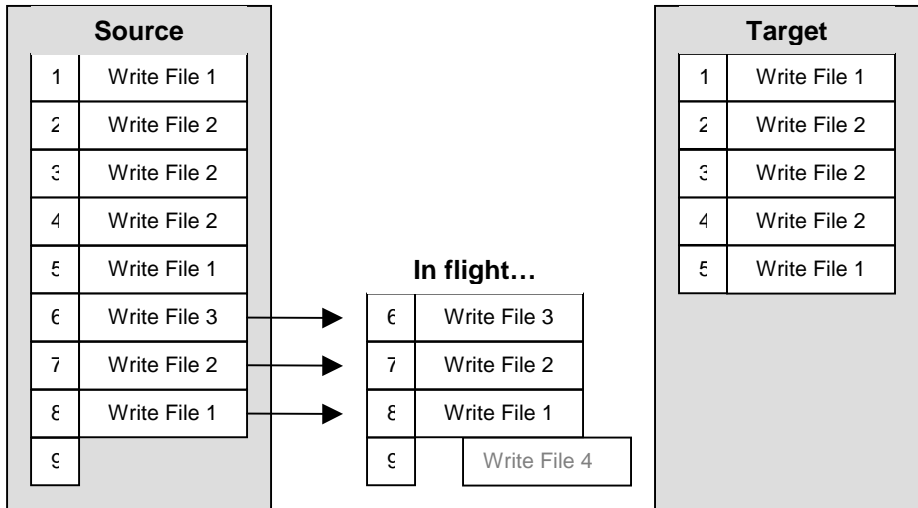 Source
1 Write File 1
2 Write File 2
3 Write File 2
4 Write File 2
5 Write File 1
6 Write File 3
7 Write File 2
8 Write File 1
9
In flight…
6 Write File 3
7 Write File 2
8 Write File 1
9 Write File 4
Target
1 Write File 1
2 Write File 2
3 Write File 2
4 Write File 2
5 Write File 1